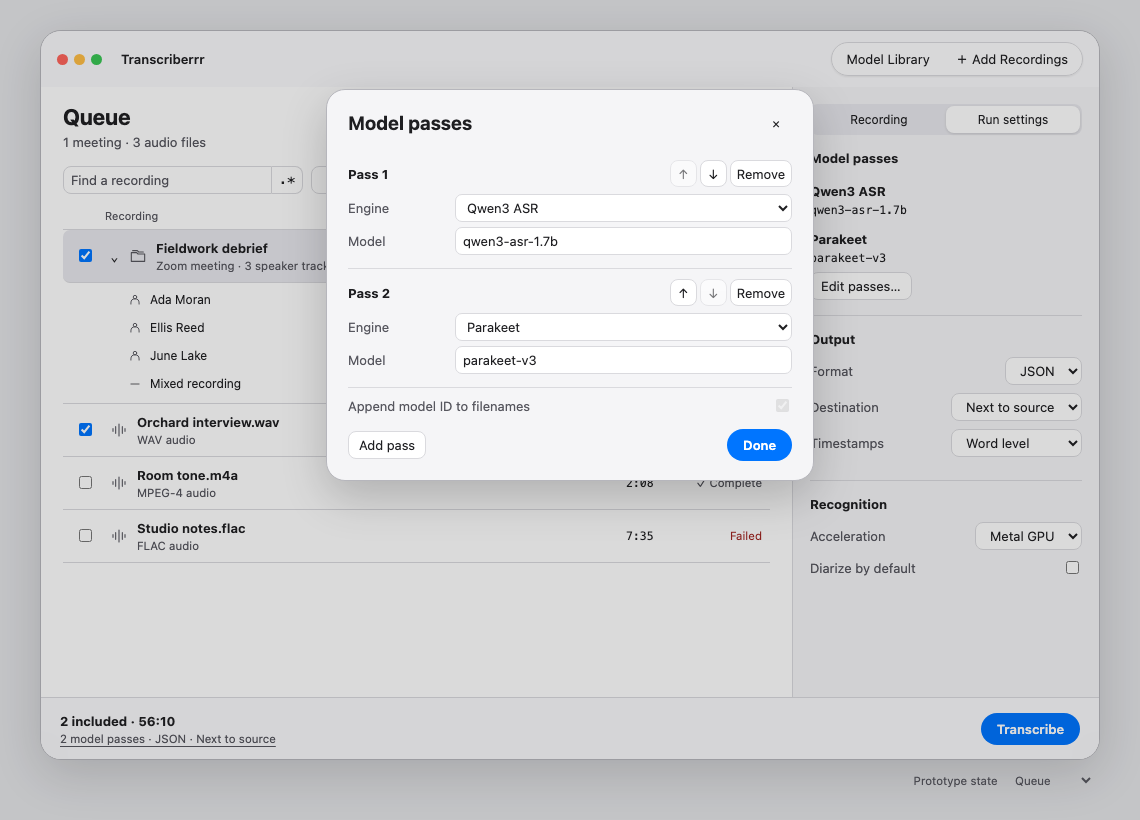 Transcriberrr
Model Library
+ Add Recordings
Queue
1 meeting · 3 audio files
Find a recording
.*
Recording
Fieldwork debrief
Zoom meeting · 3 speaker track
Ada Moran
Ellis Reed
June Lake
Mixed recording
Orchard interview.wav
WAV audio
Room tone.m4a
MPEG-4 audio
2:08
✓ Complete
Studio notes.flac
FLAC audio
7:35
Failed
Model passes
×
Pass 1
↑
↓
Remove
Engine
Qwen3 ASR
Model
qwen3-asr-1.7b
Pass 2
↑
↓
Remove
Engine
Parakeet
Model
parakeet-v3
Append model ID to filenames
Add pass
Done
Recording
Run settings
Model passes
Qwen3 ASR
qwen3-asr-1.7b
Parakeet
parakeet-v3
Edit passes...
Output
Format
JSON
Destination
Next to source
Timestamps
Word level
Recognition
Acceleration
Metal GPU
Diarize by default
2 included · 56:10
2 model passes · JSON · Next to source
Transcribe
Prototype state
Queue